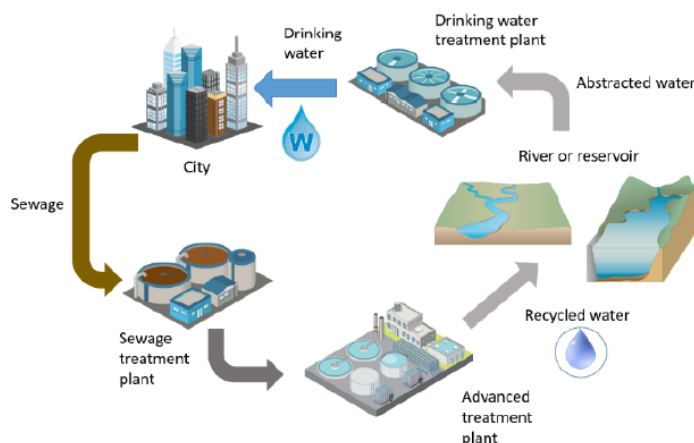 Drinking
water
Drinking water
treatment plant
Abstracted water
W
City
River or reservoir
Sewage
Recycled water
Sewage
treatment
plant
Advanced
treatment
plant